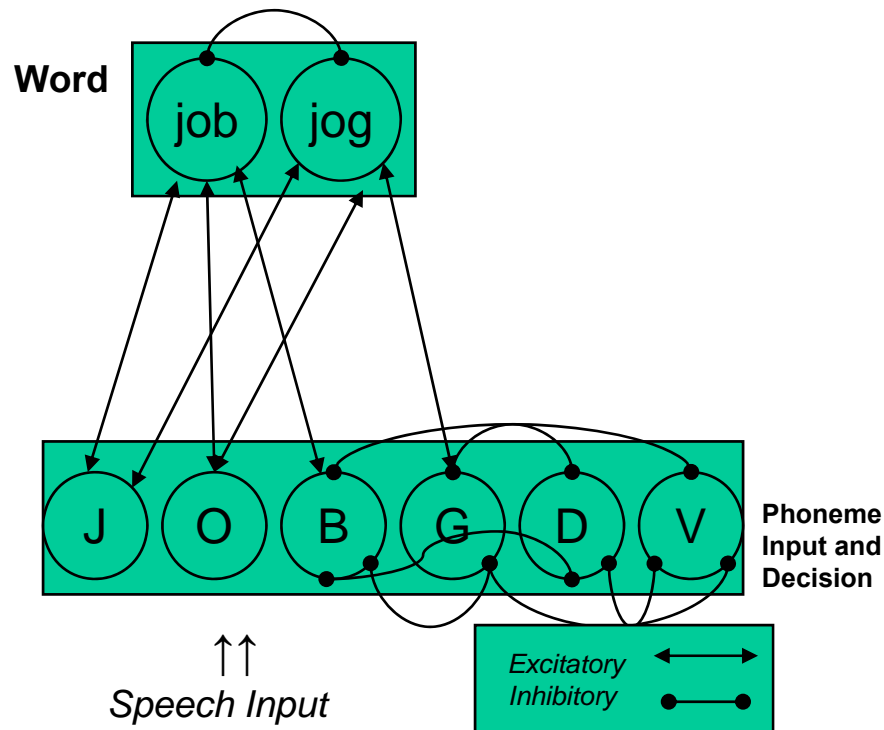 Word
job jog
J O B G D V
Phoneme
Input and
Decision
↑↑
Speech Input
Excitatory
Inhibitory